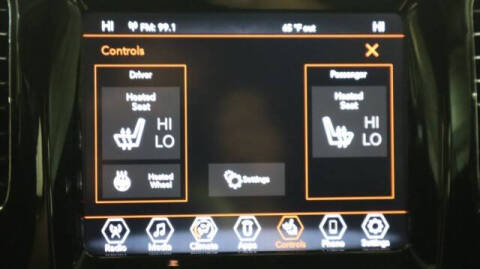 HI FM: 99.1 65 °F out HI
Controls
Driver Passenger
Heated Seat Heated Seat
HI HI
LO LO
Heated Wheel Settings
Radio Media Climate Apps Controls Phone Settings